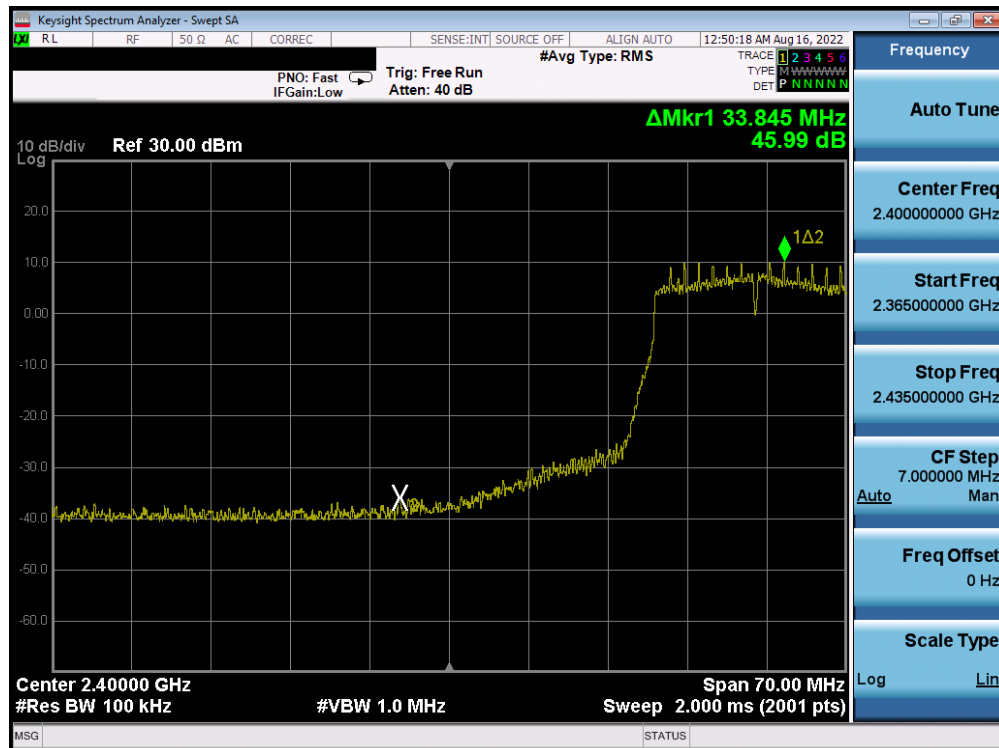 Keysight Spectrum Analyzer - Swept SA
LXI RL RF 50 Ω AC CORREC SENSE:INT SOURCE OFF ALIGN AUTO 12:50:18 AM Aug 16, 2022
#Avg Type: RMS
TRACE 1 2 3 4 5 6
TYPE M WWWWW
DET P N N N N N
PNO: Fast
IFGain:Low
Trig: Free Run
Atten: 40 dB
ΔMkr1 33.845 MHz
45.99 dB
10 dB/div
Log
Ref 30.00 dBm
20.0
10.0
0.00
-10.0
-20.0
-30.0
-40.0
-50.0
-60.0
1Δ2
X
Center 2.40000 GHz
#Res BW 100 kHz
#VBW 1.0 MHz
Span 70.00 MHz
Sweep 2.000 ms (2001 pts)
MSG
STATUS
Frequency
Auto Tune
Center Freq
2.400000000 GHz
Start Freq
2.365000000 GHz
Stop Freq
2.435000000 GHz
CF Step
7.000000 MHz
Auto Man
Freq Offset
0 Hz
Scale Type
Log Lin